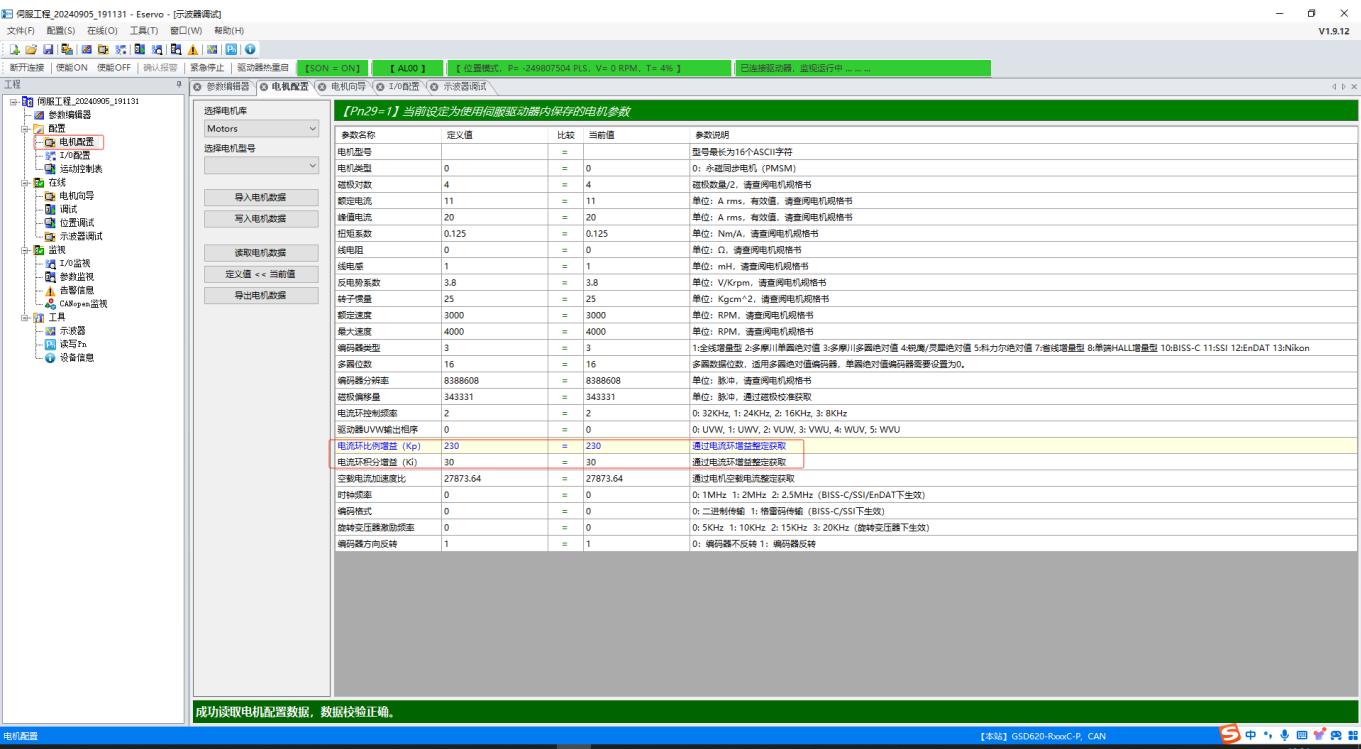 伺服工程_20240905_191131 - Eservo - [示波器调试]
文件(F) 配置(S) 在线(O) 工具(T) 窗口(W) 帮助(H) V1.9.12
断开连接 使能ON 使能OFF 确认报警 紧急停止 驱动器热重启 【SON = ON】 【 AL00 】 【 位置模式，P= -249807504 PLS，V= 0 RPM，T= 4% 】 已连接驱动器，监视运行中 ... ... ...
工程
伺服工程_20240905_191131
参数编辑器
配置
电机配置
I/O配置
运动控制表
在线
电机向导
调试
位置调试
示波器调试
监视
I/O监视
参数监视
告警信息
CANopen监视
工具
示波器
读写Pn
设备信息
参数编辑器 电机配置 电机向导 I/O配置 示波器调试
选择电机库
Motors
选择电机型号
导入电机数据
写入电机数据
读取电机数据
定义值 << 当前值
导出电机数据
【Pn29=1】当前设定为使用伺服驱动器内保存的电机参数
参数名称 定义值 比较 当前值 参数说明
电机型号 = 型号最长为16个ASCII字符
电机类型 0 = 0 0：永磁同步电机（PMSM）
磁极对数 4 = 4 磁极数量/2，请查阅电机规格书
额定电流 11 = 11 单位：A rms，有效值，请查阅电机规格书
峰值电流 20 = 20 单位：A rms，有效值，请查阅电机规格书
扭矩系数 0.125 = 0.125 单位：Nm/A，请查阅电机规格书
线电阻 0 = 0 单位：Ω，请查阅电机规格书
线电感 1 = 1 单位：mH，请查阅电机规格书
反电势系数 3.8 = 3.8 单位：V/Krpm，请查阅电机规格书
转子惯量 25 = 25 单位：Kgcm^2，请查阅电机规格书
额定速度 3000 = 3000 单位：RPM，请查阅电机规格书
最大速度 4000 = 4000 单位：RPM，请查阅电机规格书
编码器类型 3 = 3 1:全线增量型 2:多摩川单圈绝对值 3:多摩川多圈绝对值 4:锐鹰/灵犀绝对值 5:科力尔绝对值 7:省线增量型 8:单端HALL增量型 10:BISS-C 11:SSI 12:EnDAT 13:Nikon
多圈位数 16 = 16 多圈数据位数，适用多圈绝对值编码器，单圈绝对值编码器需要设置为0。
编码器分辨率 8388608 = 8388608 单位：脉冲，请查阅电机规格书
磁极偏移量 343331 = 343331 单位：脉冲，通过磁极校准获取
电流环控制频率 2 = 2 0: 32KHz, 1: 24KHz, 2: 16KHz, 3: 8KHz
驱动器UVW输出相序 0 = 0 0: UVW, 1: UWV, 2: VUW, 3: VWU, 4: WUV, 5: WVU
电流环比例增益（Kp） 230 = 230 通过电流环增益整定获取
电流环积分增益（Ki） 30 = 30 通过电流环增益整定获取
空载电流加速度比 27873.64 = 27873.64 通过电机空载电流整定获取
时钟频率 0 = 0 0: 1MHz 1: 2MHz 2: 2.5MHz（BISS-C/SSI/EnDAT下生效）
编码格式 0 = 0 0: 二进制传输 1: 格雷码传输（BISS-C/SSI下生效）
旋转变压器激励频率 0 = 0 0: 5KHz 1: 10KHz 2: 15KHz 3: 20KHz（旋转变压器下生效）
编码器方向反转 1 = 1 0：编码器不反转 1：编码器反转
成功读取电机配置数据，数据校验正确。
电机配置 【本站】GSD620-RxxxC-P，CAN 中